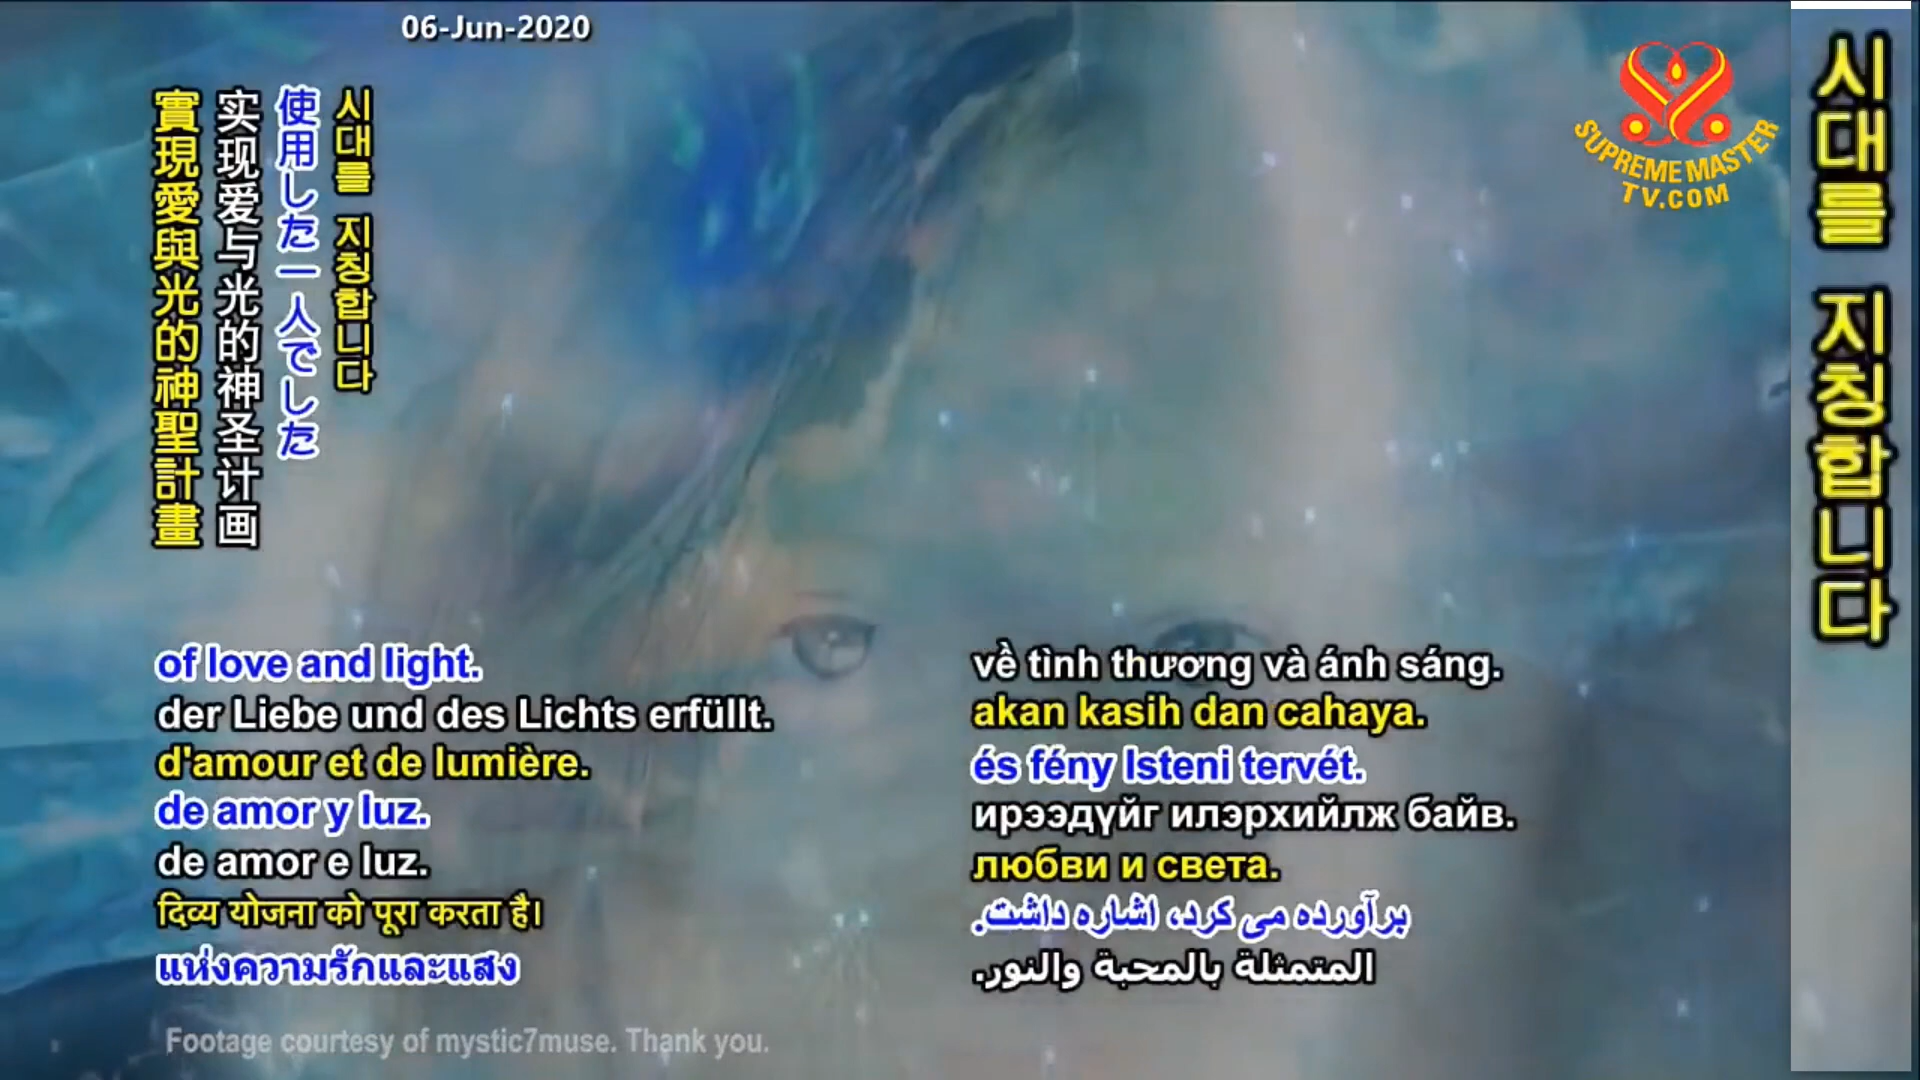 06-Jun-2020
實現愛與光的神聖計畫
实现爱与光的神圣计画
使用した一人でした
시대를 지칭합니다
SUPREME MASTER
TV.COM
시대를 지칭합니다
of love and light.
der Liebe und des Lichts erfüllt.
d'amour et de lumière.
de amor y luz.
de amor e luz.
दिव्य योजना को पूरा करता है।
แห่งความรักและแสง
về tình thương và ánh sáng.
akan kasih dan cahaya.
és fény Isteni tervét.
ирээдүйг илэрхийлж байв.
любви и света.
برآورده می کرد، اشاره داشت.
المتمثلة بالمحبة والنور.
Footage courtesy of mystic7muse. Thank you.